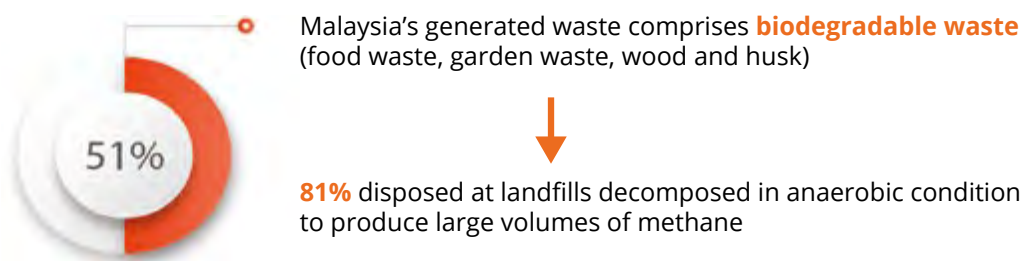 51%
Malaysia's generated waste comprises biodegradable waste
(food waste, garden waste, wood and husk)
81% disposed at landfills decomposed in anaerobic condition
to produce large volumes of methane